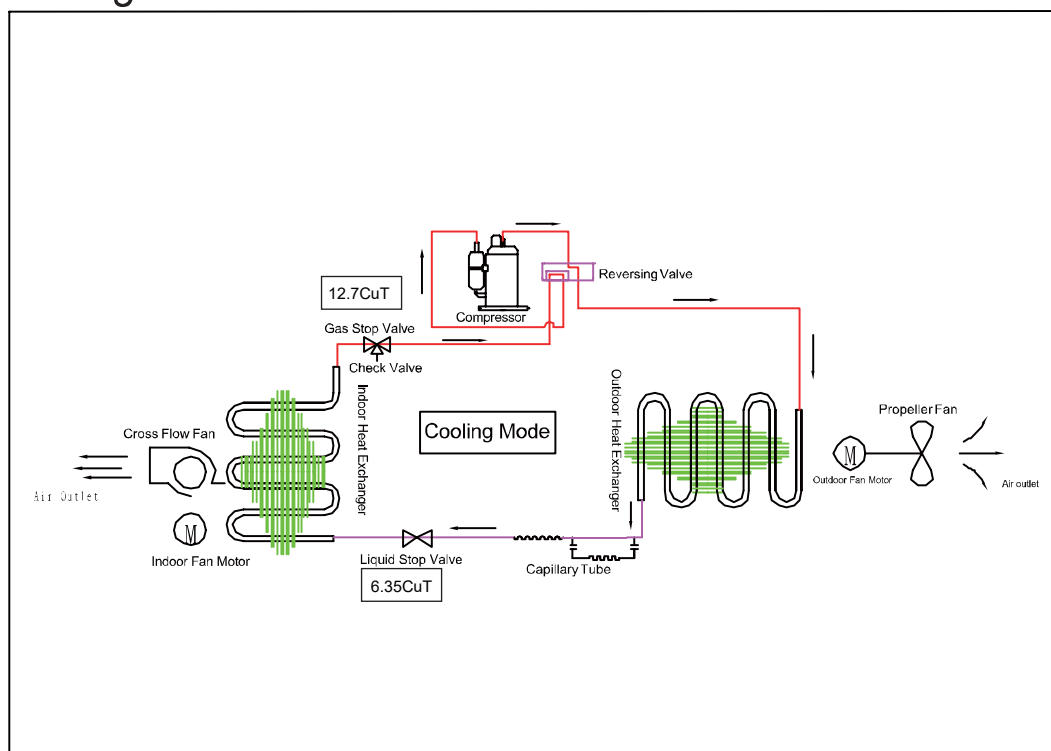 Reversing Valve
12.7CuT
Compressor
Gas Stop Valve
Check Valve
Indoor Heat Exchanger
Outdoor Heat Exchanger
Cooling Mode
Propeller Fan
Cross Flow Fan
M
Outdoor Fan Motor
Air outlet
Air Outlet
M
Indoor Fan Motor
Liquid Stop Valve
Capillary Tube
6.35CuT